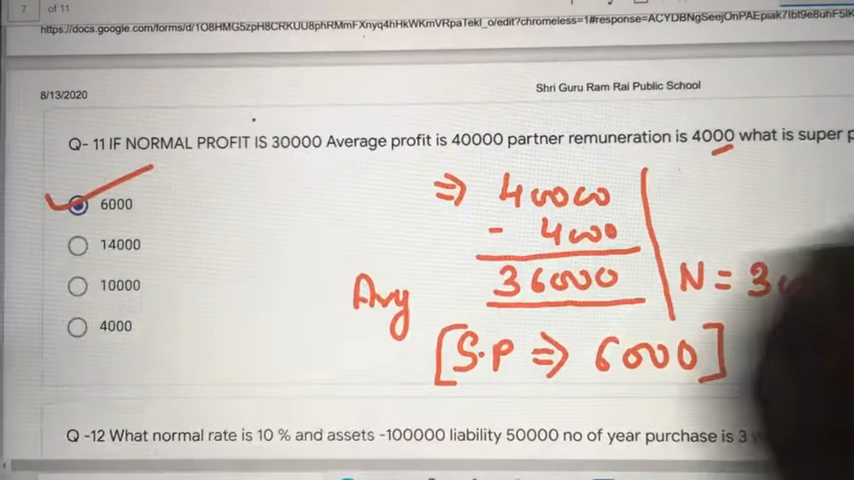 7 of 11
https://docs.google.com/forms/d/1O8HMG5zpH8CRKUU8phRMmFXnyq4hHkWKmVRpaTekl_o/edit?chromeless=1#response=ACYDBNgSeejOnPAEpiak7Ibl9e8uhF5IK
8/13/2020
Shri Guru Ram Rai Public School
Q- 11 IF NORMAL PROFIT IS 30000 Average profit is 40000 partner remuneration is 4000 what is super p
6000
14000
10000
4000
⇒ 40000
- 4000
36000
Avg
N = 3
[S.P ⇒ 6000]
Q -12 What normal rate is 10 % and assets -100000 liability 50000 no of year purchase is 3